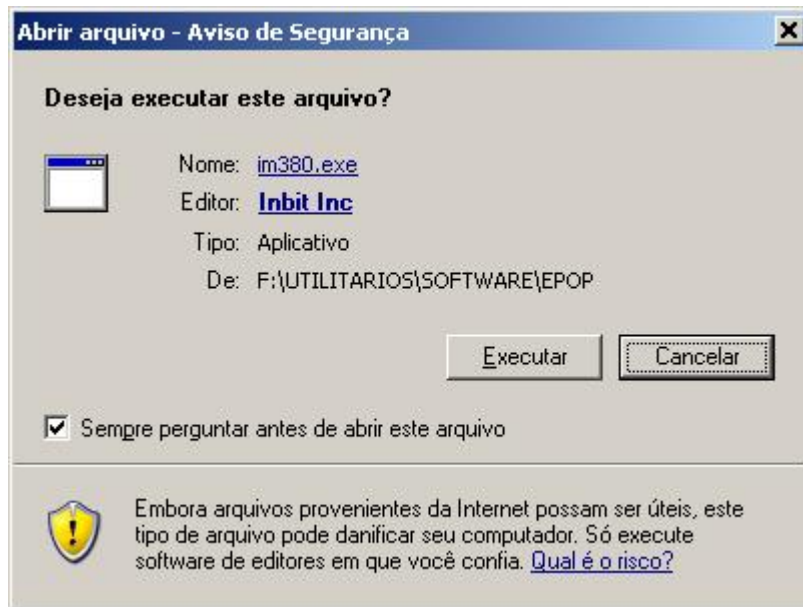 Abrir arquivo - Aviso de Segurança
Deseja executar este arquivo?
Nome: im380.exe
Editor: Inbit Inc
Tipo: Aplicativo
De: F:\UTILITARIOS\SOFTWARE\EPOP
Executar Cancelar
Sempre perguntar antes de abrir este arquivo
Embora arquivos provenientes da Internet possam ser úteis, este
tipo de arquivo pode danificar seu computador. Só execute
software de editores em que você confia. Qual é o risco?